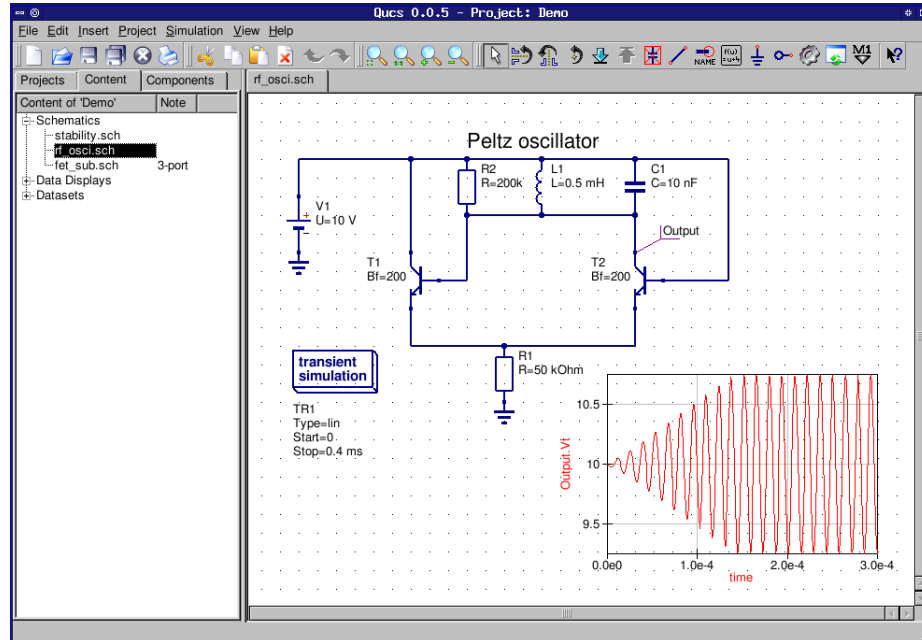 Qucs 0.0.5 - Project: Demo
File Edit Insert Project Simulation View Help
NAME
f(u)
=u+4
M1
Projects Content Components
rf_osci.sch
Content of 'Demo' Note
Schematics
stability.sch
rf_osci.sch
fet_sub.sch 3-port
Data Displays
Datasets
Peltz oscillator
R2
R=200k
L1
L=0.5 mH
C1
C=10 nF
V1
U=10 V
Output
T1
Bf=200
T2
Bf=200
R1
R=50 kOhm
transient
simulation
TR1
Type=lin
Start=0
Stop=0.4 ms
Output.Vt
10.5
10
9.5
0.0e0 1.0e-4 2.0e-4 3.0e-4
time